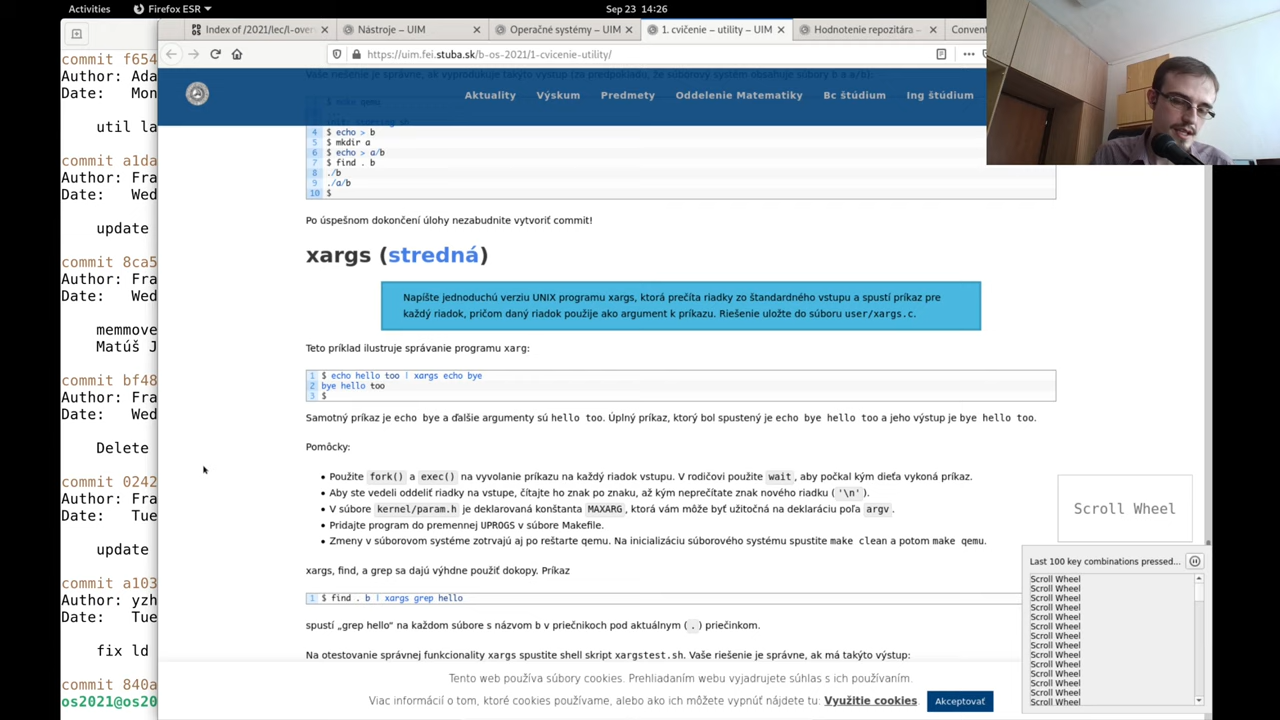 Activities
Firefox ESR
Sep 23 14:26
Index of /2021/lec/l-over
Nástroje – UIM
Operačné systémy – UIM
1. cvičenie – utility – UIM
Hodnotenie repozitára –
Convent
https://uim.fei.stuba.sk/b-os-2021/1-cvicenie-utility/
Aktuality
Výskum
Predmety
Oddelenie Matematiky
Bc štúdium
Ing štúdium
commit f654
Author: Ada
Date: Mon
util la
commit a1da
Author: Fra
Date: Wed
update
commit 8ca5
Author: Fra
Date: Wed
memmove
Matúš J
commit bf48
Author: Fra
Date: Wed
Delete
commit 0242
Author: Fra
Date: Tue
update
commit a103
Author: yzh
Date: Tue
fix ld
commit 840a
os2021@os20
Vaše riešenie je správne, ak vyprodukuje takýto výstup (za predpokladu, že súborový systém obsahuje súbory b a a/b):
4 $ echo > b
5 $ mkdir a
6 $ echo > a/b
7 $ find . b
8 ./b
9 ./a/b
10 $
Po úspešnom dokončení úlohy nezabudnite vytvoriť commit!
xargs (stredná)
Napíšte jednoduchú verziu UNIX programu xargs, ktorá prečíta riadky zo štandardného vstupu a spustí príkaz pre
každý riadok, pričom daný riadok použije ako argument k príkazu. Riešenie uložte do súboru user/xargs.c.
Teto príklad ilustruje správanie programu xarg:
1 $ echo hello too | xargs echo bye
2 bye hello too
3 $
Samotný príkaz je echo bye a ďalšie argumenty sú hello too. Úplný príkaz, ktorý bol spustený je echo bye hello too a jeho výstup je bye hello too.
Pomôcky:
• Použite fork() a exec() na vyvolanie príkazu na každý riadok vstupu. V rodičovi použite wait, aby počkal kým dieťa vykoná príkaz.
• Aby ste vedeli oddeliť riadky na vstupe, čítajte ho znak po znaku, až kým neprečítate znak nového riadku ('\n').
• V súbore kernel/param.h je deklarovaná konštanta MAXARG, ktorá vám môže byť užitočná na deklaráciu poľa argv.
• Pridajte program do premennej UPROGS v súbore Makefile.
• Zmeny v súborovom systéme zotrvajú aj po reštarte qemu. Na inicializáciu súborového systému spustite make clean a potom make qemu.
xargs, find, a grep sa dajú výhdne použiť dokopy. Príkaz
1 $ find . b | xargs grep hello
spustí „grep hello" na každom súbore s názvom b v priečnikoch pod aktuálnym (.) priečinkom.
Na otestovanie správnej funkcionality xargs spustite shell skript xargstest.sh. Vaše riešenie je správne, ak má takýto výstup:
Tento web používa súbory cookies. Prehliadaním webu vyjadrujete súhlas s ich používaním.
Viac informácií o tom, ktoré cookies používame, alebo ako ich môžete vypnúť nájdete tu: Využitie cookies
Akceptovať
Scroll Wheel
Last 100 key combinations pressed...
Scroll Wheel
Scroll Wheel
Scroll Wheel
Scroll Wheel
Scroll Wheel
Scroll Wheel
Scroll Wheel
Scroll Wheel
Scroll Wheel
Scroll Wheel
Scroll Wheel
Scroll Wheel
Scroll Wheel
Scroll Wheel